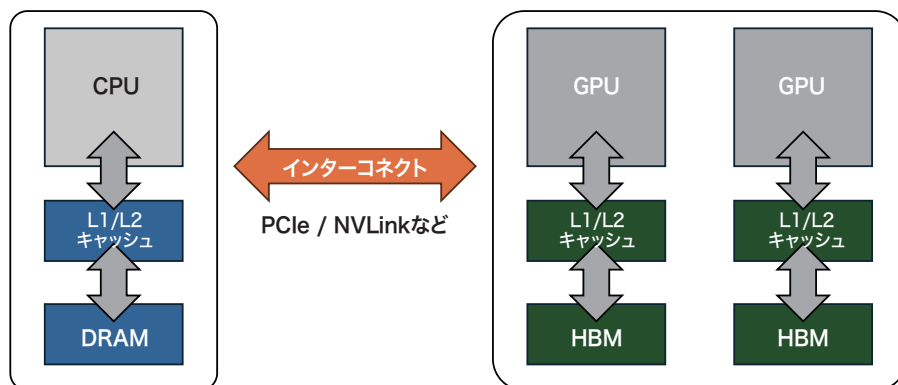 CPU
L1/L2
キャッシュ
DRAM
インターコネクト
PCIe / NVLinkなど
GPU
L1/L2
キャッシュ
HBM
GPU
L1/L2
キャッシュ
HBM